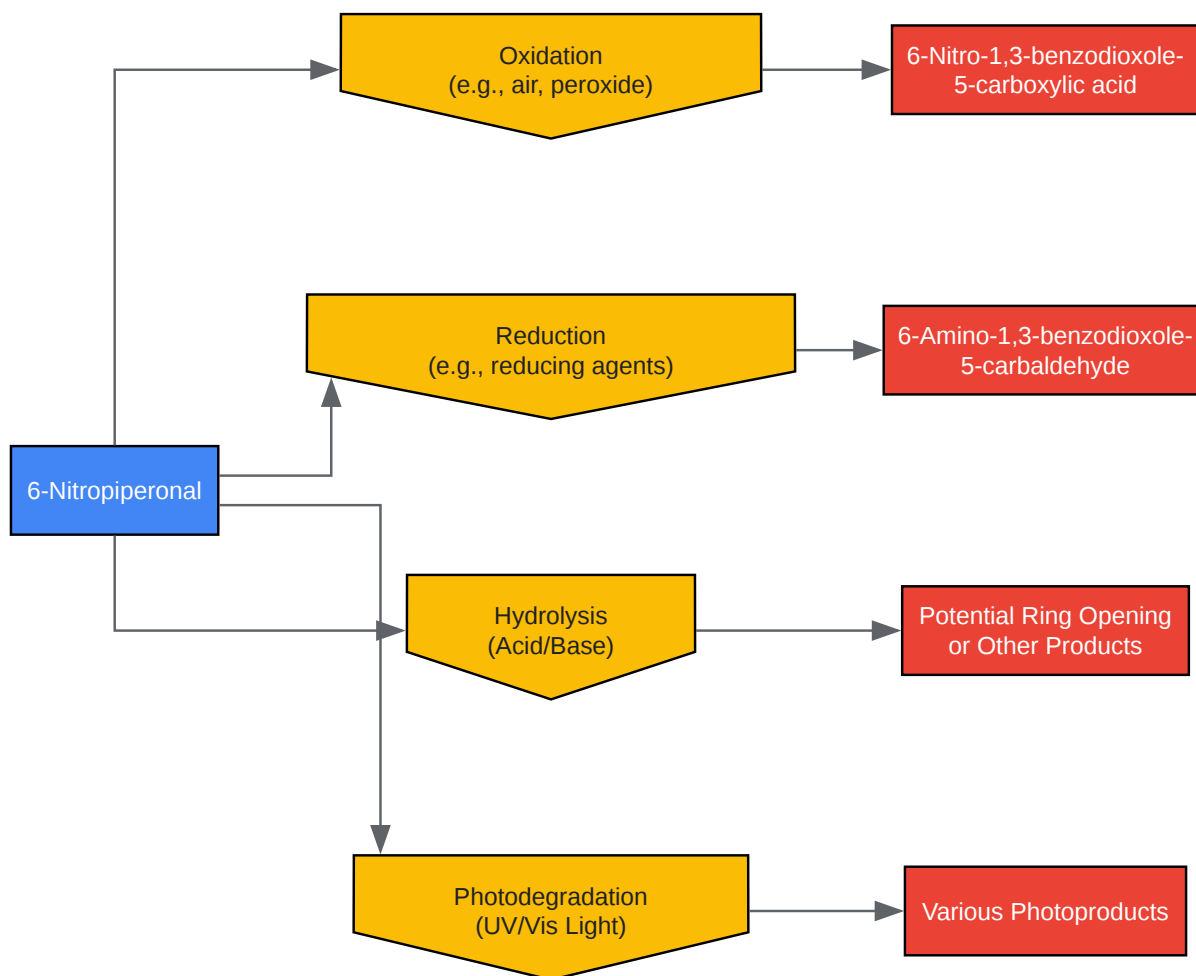 Oxidation
(e.g., air, peroxide)
6-Nitro-1,3-benzodioxole-
5-carboxylic acid
Reduction
(e.g., reducing agents)
6-Amino-1,3-benzodioxole-
5-carbaldehyde
6-Nitropiperonal
Hydrolysis
(Acid/Base)
Potential Ring Opening
or Other Products
Photodegradation
(UV/Vis Light)
Various Photoproducts